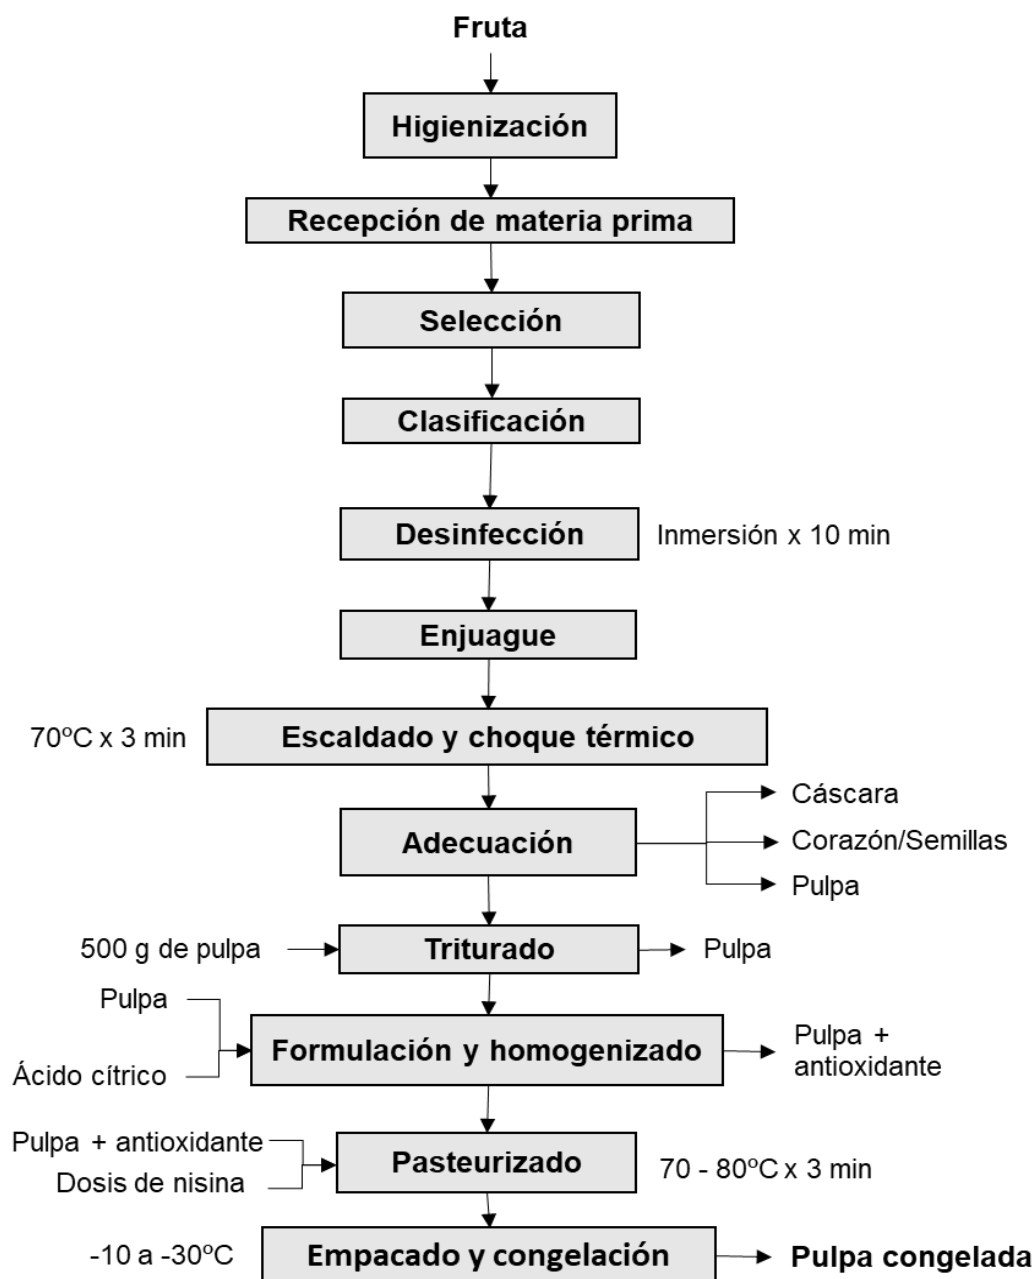 Fruta
Higienización
Recepción de materia prima
Selección
Clasificación
Desinfección
Inmersión x 10 min
Enjuague
70ºC x 3 min
Escaldado y choque térmico
Adecuación
Cáscara
Corazón/Semillas
Pulpa
500 g de pulpa
Triturado
Pulpa
Pulpa
Ácido cítrico
Formulación y homogenizado
Pulpa +
antioxidante
Pulpa + antioxidante
Dosis de nisina
Pasteurizado
70 - 80ºC x 3 min
-10 a -30ºC
Empacado y congelación
Pulpa congelada